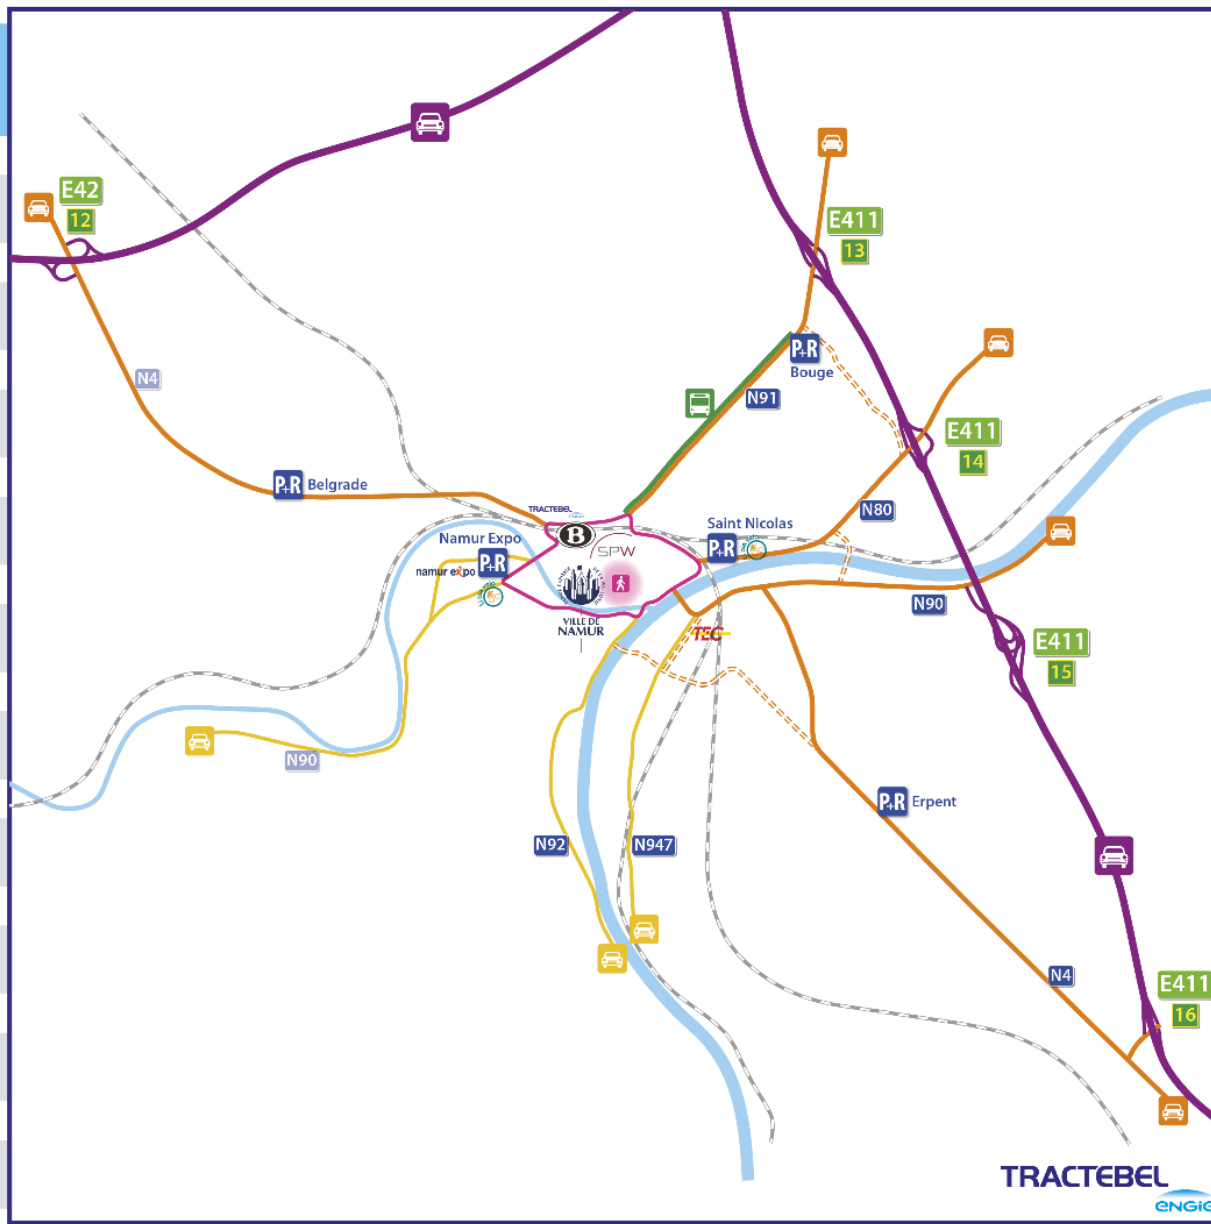 E42
12
E411
13
N4
P+R
Bouge
N91
E411
14
P+R Belgrade
N80
TRACTEBEL
B
SPW
Saint Nicolas
P+R
Namur Expo
P+R
namur expo
VILLE DE
NAMUR
TEC
N90
E411
15
N90
P+R Erpent
N92
N947
N4
E411
16
TRACTEBEL
ENGIE